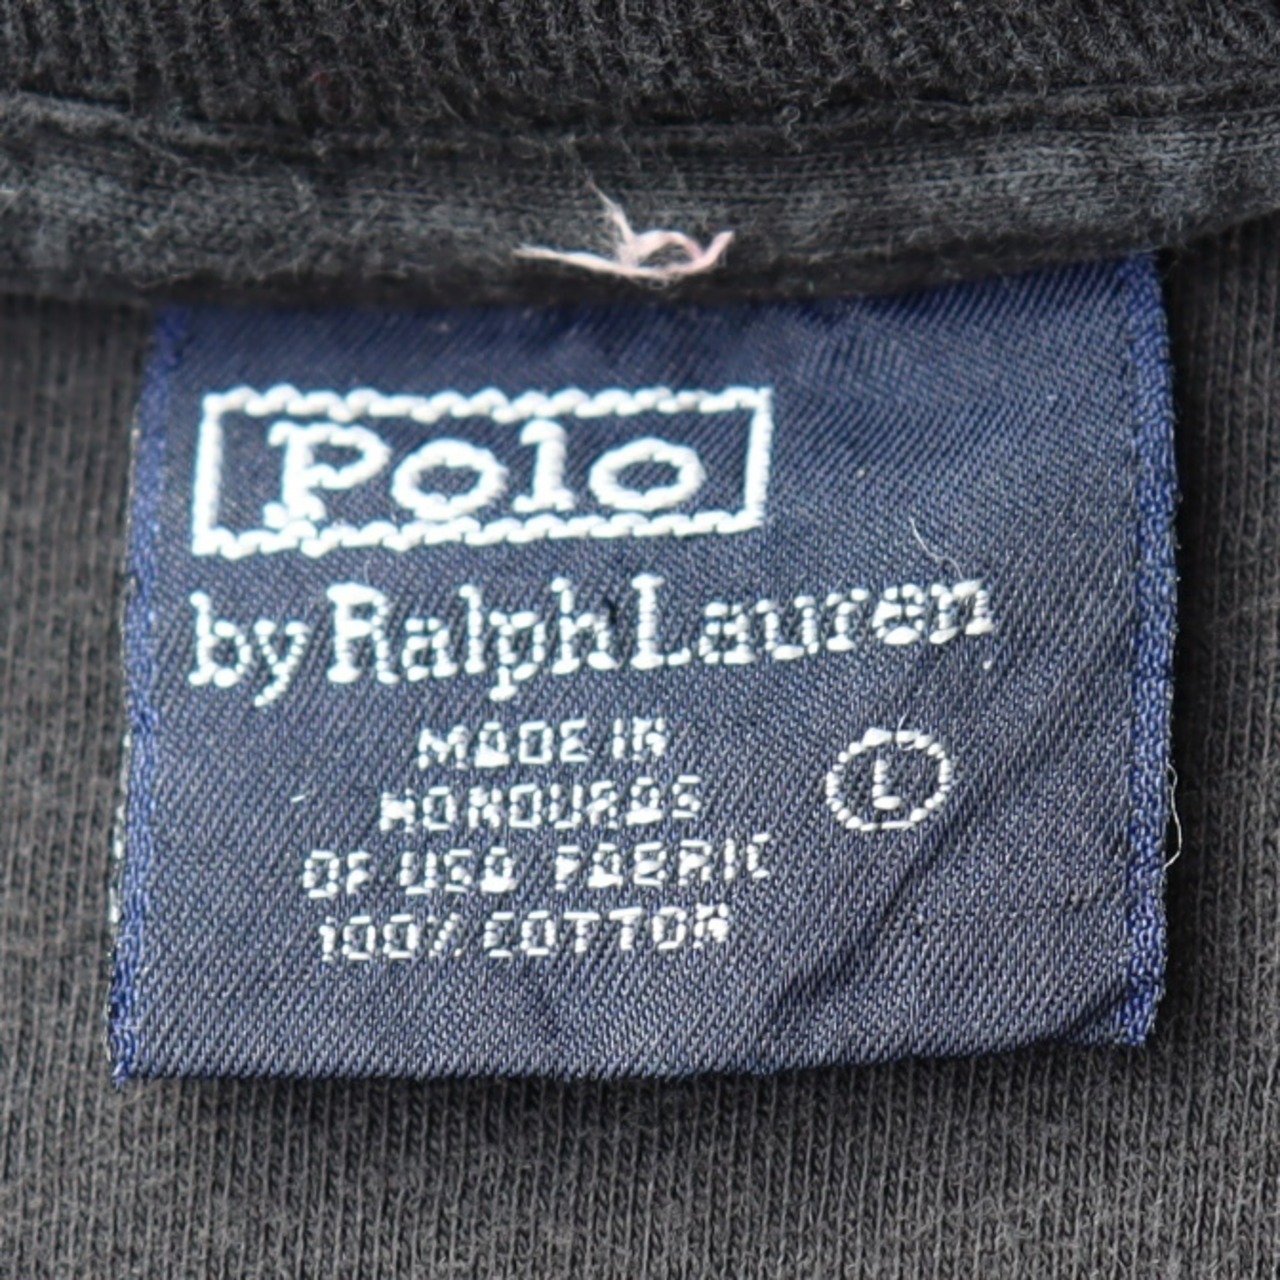 Polo
by Ralph Lauren
MADE IN
HONDURAS
OF USA FABRIC
100% COTTON
L